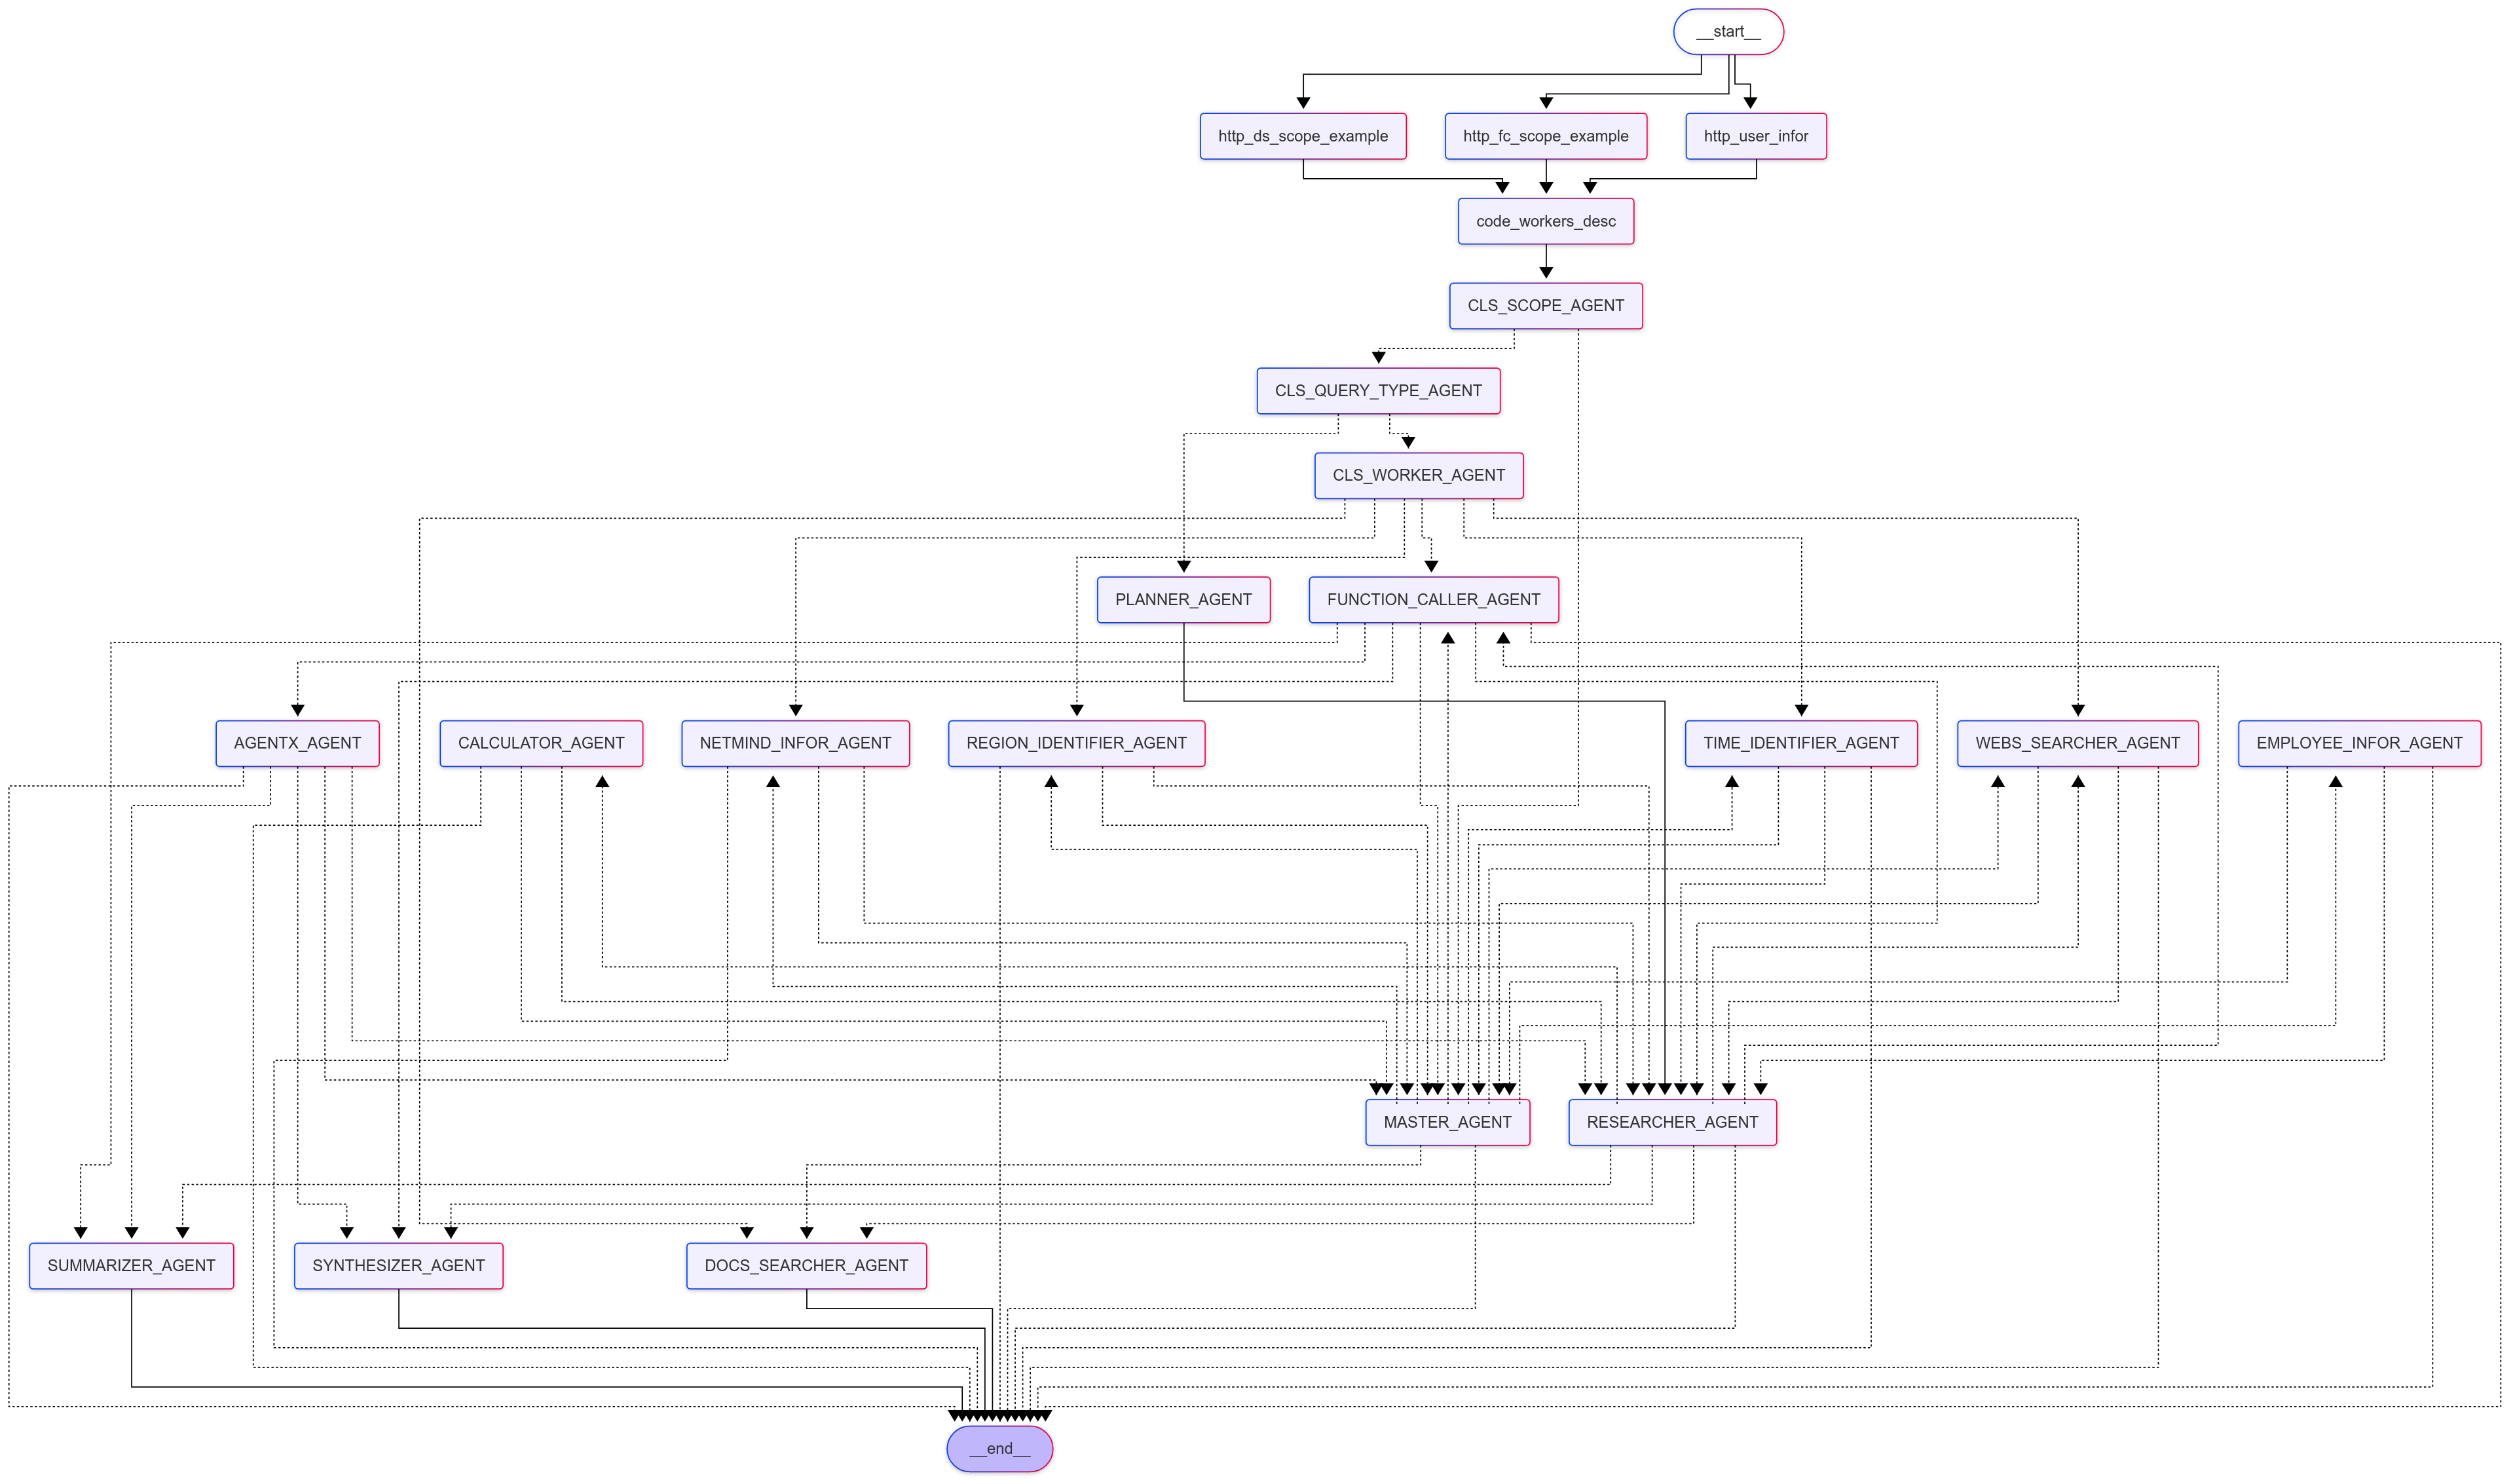 __start__
http_ds_scope_example
http_fc_scope_example
http_user_infor
code_workers_desc
CLS_SCOPE_AGENT
CLS_QUERY_TYPE_AGENT
CLS_WORKER_AGENT
PLANNER_AGENT
FUNCTION_CALLER_AGENT
AGENTX_AGENT
CALCULATOR_AGENT
NETMIND_INFOR_AGENT
REGION_IDENTIFIER_AGENT
TIME_IDENTIFIER_AGENT
WEBS_SEARCHER_AGENT
EMPLOYEE_INFOR_AGENT
MASTER_AGENT
RESEARCHER_AGENT
SUMMARIZER_AGENT
SYNTHESIZER_AGENT
DOCS_SEARCHER_AGENT
__end__